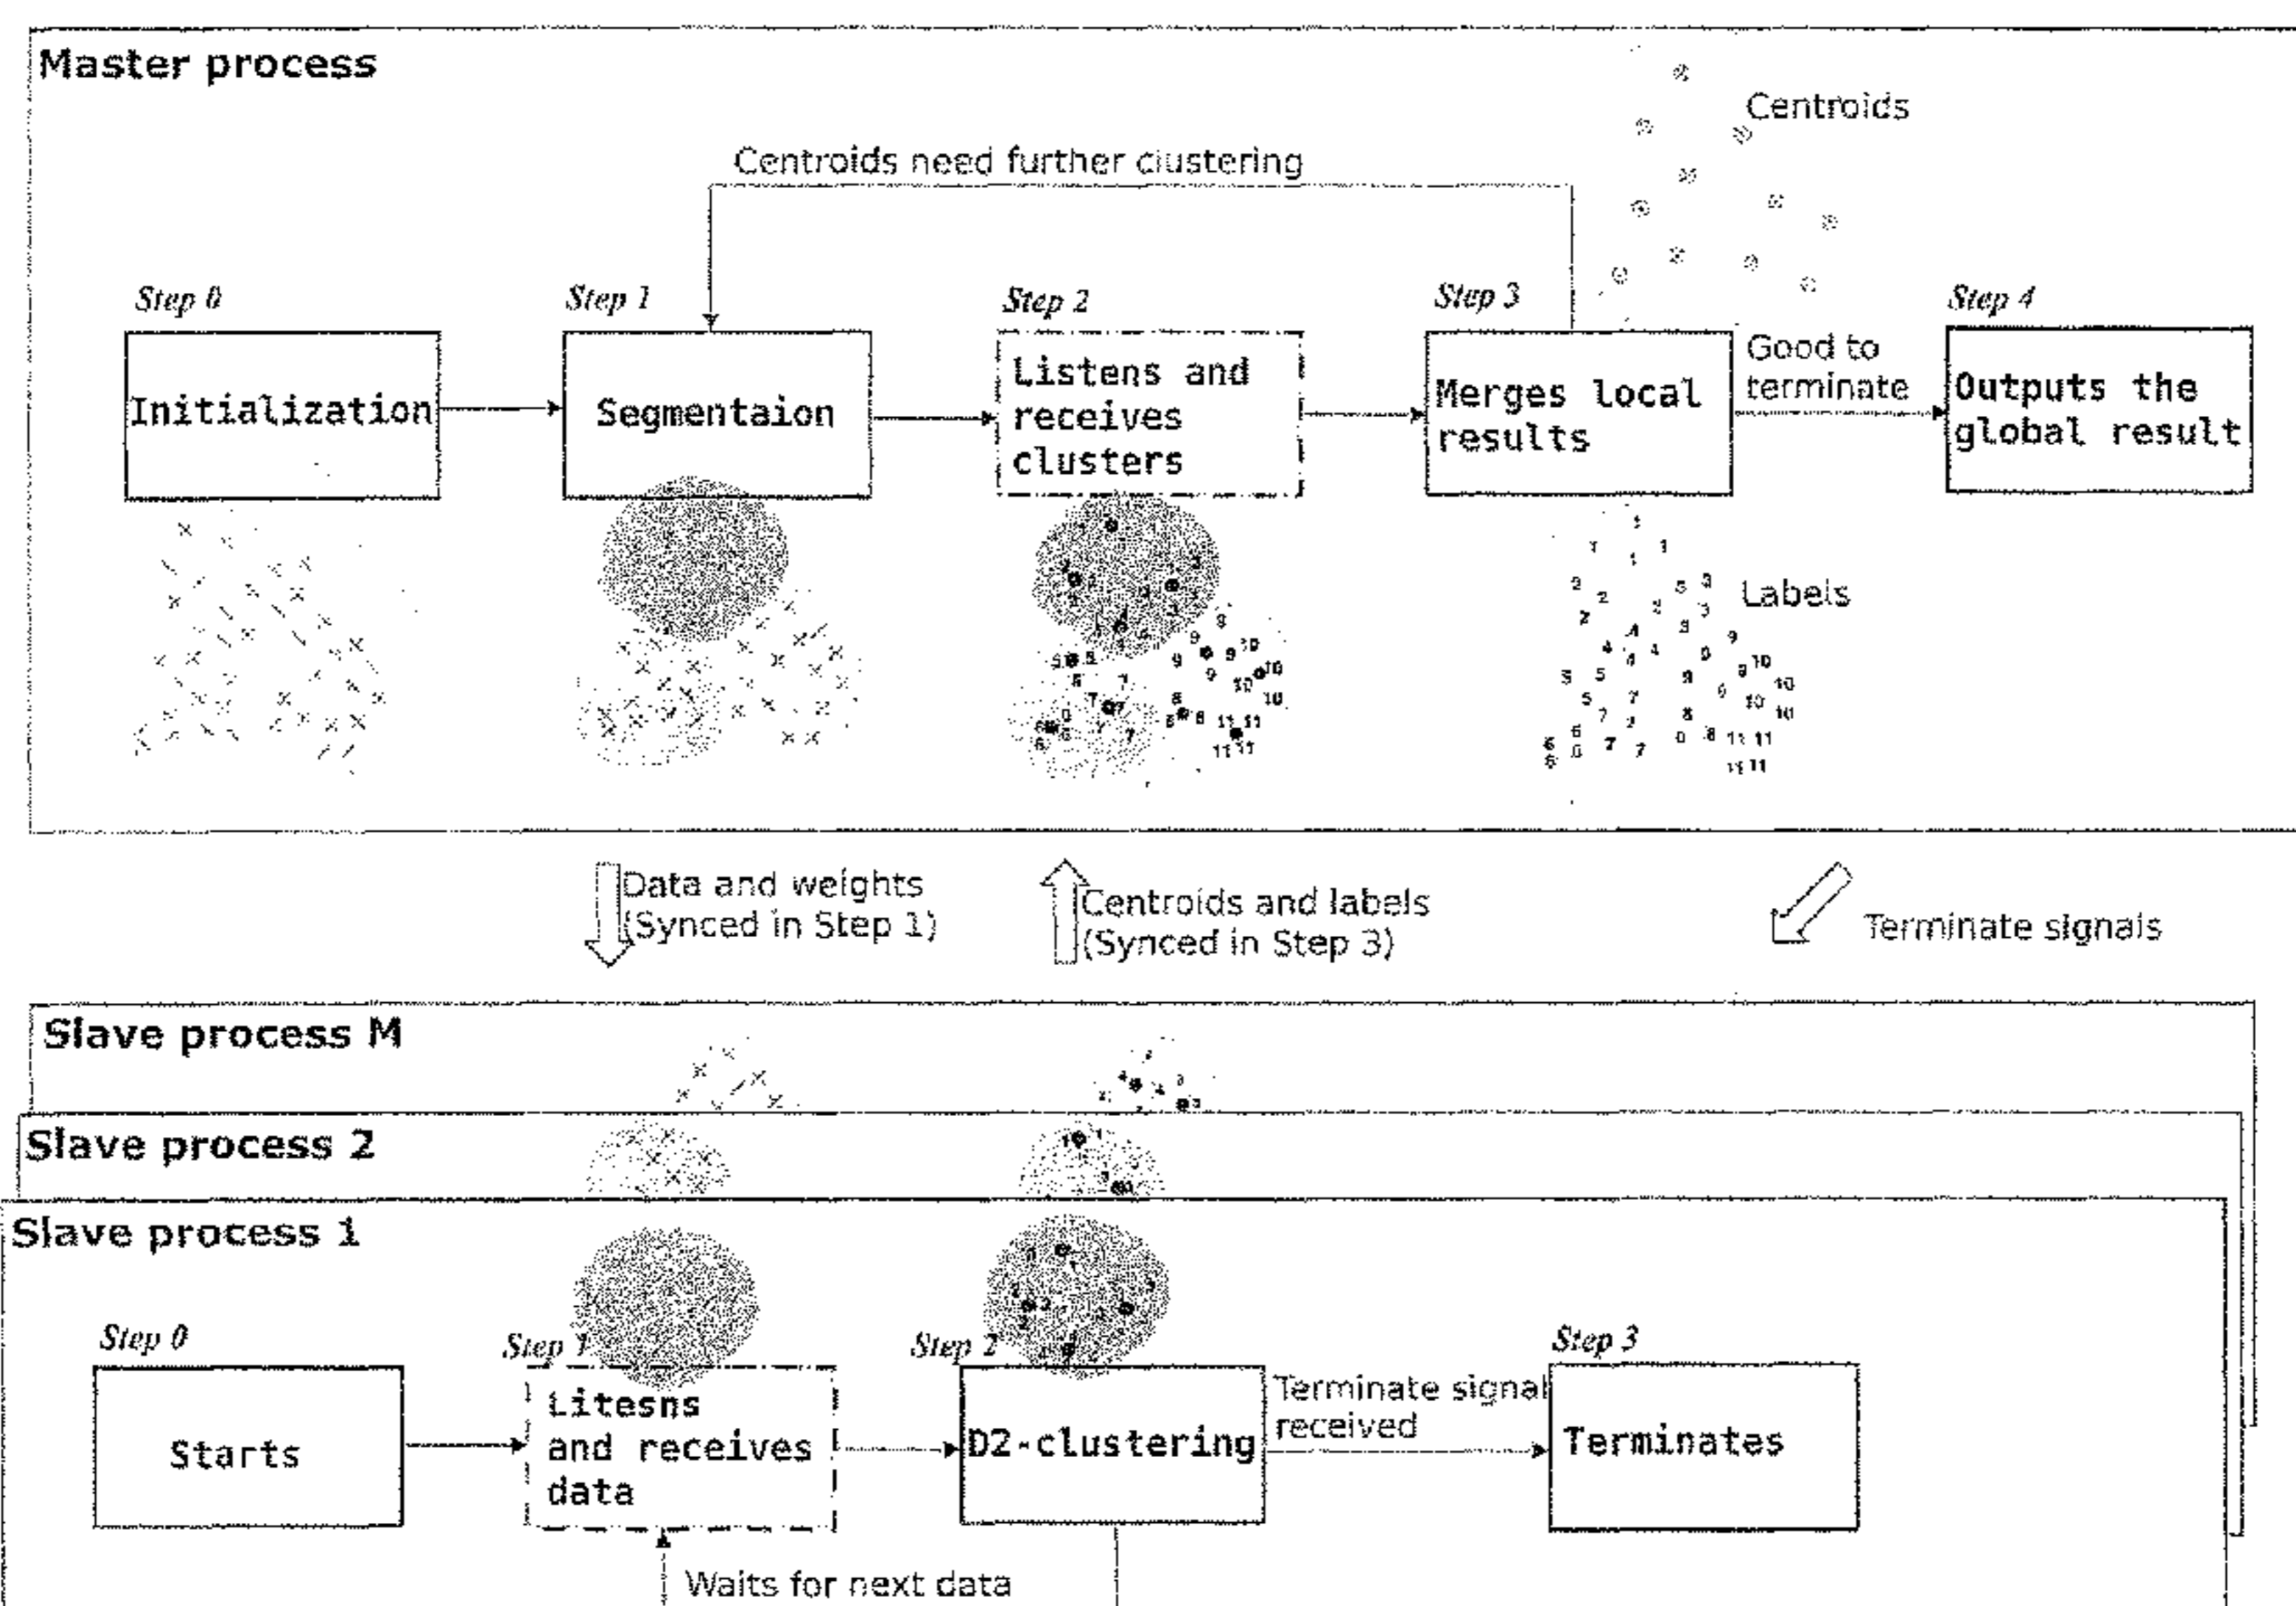 Master process
Centroids
Centroids need further clustering
Step 0
Step 1
Step 2
Step 3
Step 4
Initialization
Segmentaion
Listens and
receives
clusters
Merges local
results
Good to
terminate
Outputs the
global result
Labels
Data and weights
(Synced in Step 1)
Centroids and labels
(Synced in Step 3)
Terminate signals
Slave process M
Slave process 2
Slave process 1
Step 0
Step 1
Step 2
Step 3
Starts
Litesns
and receives
data
D2-clustering
Terminate signal
received
Terminates
Waits for next data